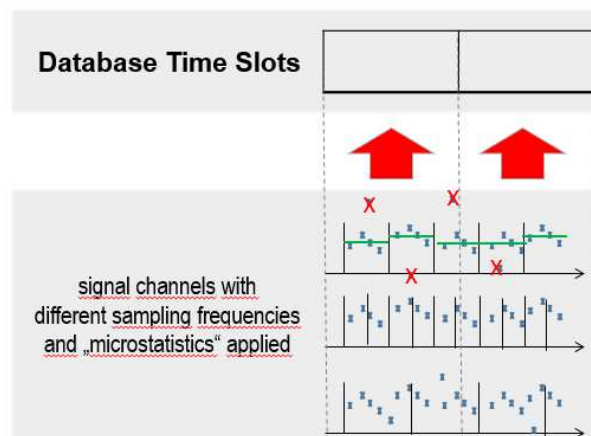 Database Time Slots
X
X
X
X
signal channels with
different sampling frequencies
and „microstatistics“ applied